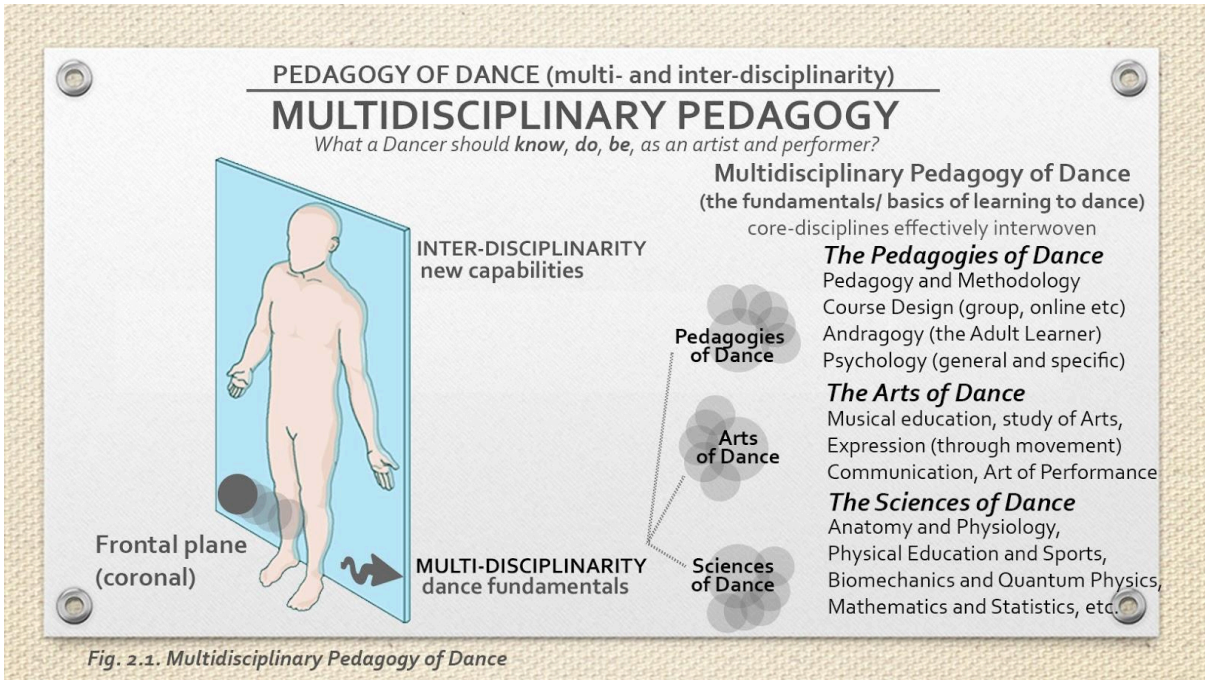 PEDAGOGY OF DANCE (multi- and inter-disciplinarity)
MULTIDISCIPLINARY PEDAGOGY
What a Dancer should know, do, be, as an artist and performer?
Multidisciplinary Pedagogy of Dance
(the fundamentals/ basics of learning to dance)
core-disciplines effectively interwoven
INTER-DISCIPLINARITY
new capabilities
The Pedagogies of Dance
Pedagogy and Methodology
Course Design (group, online etc)
Andragogy (the Adult Learner)
Psychology (general and specific)
Pedagogies
of Dance
The Arts of Dance
Musical education, study of Arts,
Expression (through movement)
Communication, Art of Performance
Arts
of Dance
The Sciences of Dance
Anatomy and Physiology,
Physical Education and Sports,
Biomechanics and Quantum Physics,
Mathematics and Statistics, etc.
Sciences
of Dance
Frontal plane
(coronal)
MULTI-DISCIPLINARITY
dance fundamentals
Fig. 2.1. Multidisciplinary Pedagogy of Dance